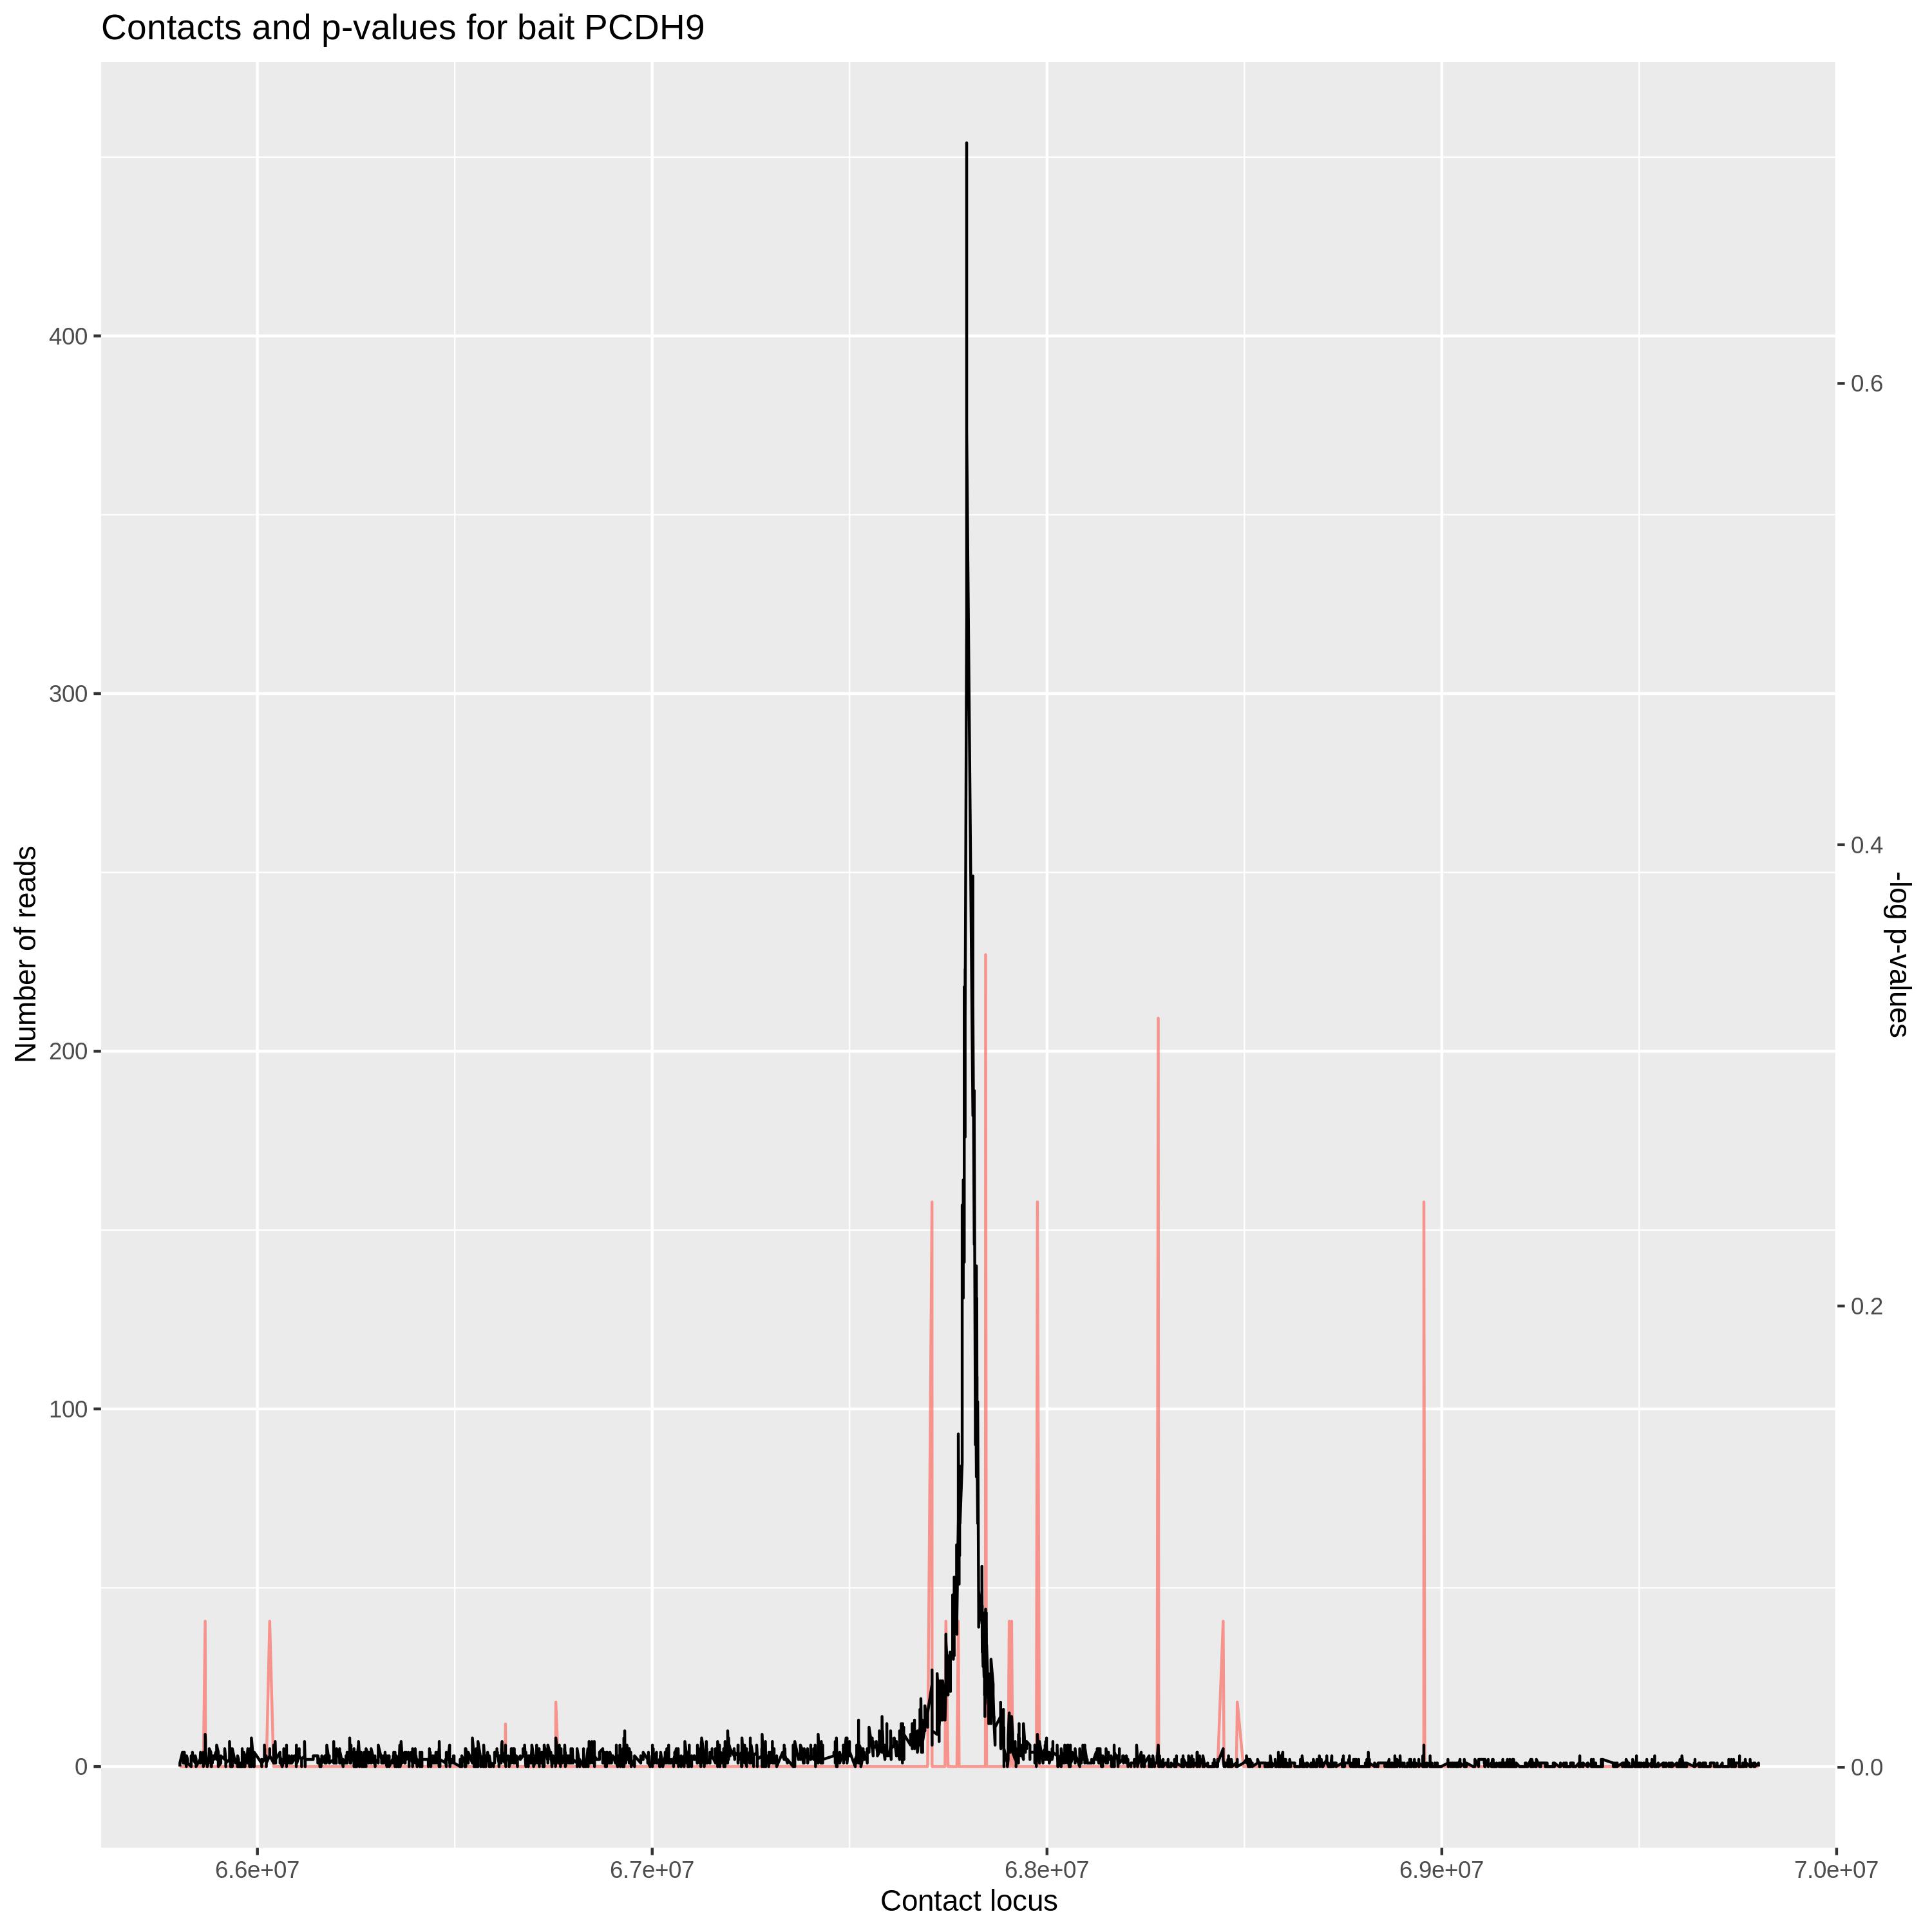 Contacts and p-values for bait PCDH9
Number of reads
400
300
200
100
0
0.6
0.4
0.2
0.0
-log p-values
6.6e+07
6.7e+07
6.8e+07
6.9e+07
7.0e+07
Contact locus